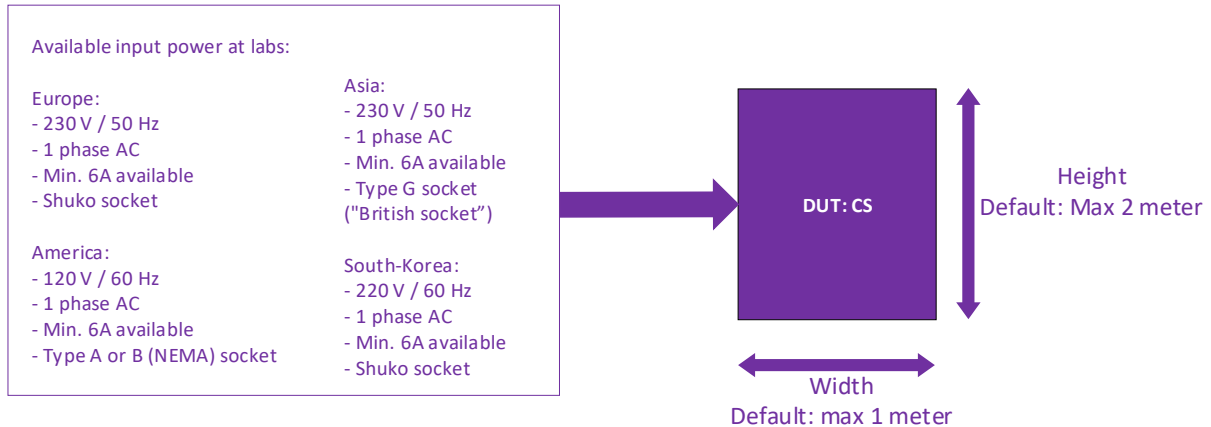 Available input power at labs:
Europe:
- 230 V / 50 Hz
- 1 phase AC
- Min. 6A available
- Shuko socket
America:
- 120 V / 60 Hz
- 1 phase AC
- Min. 6A available
- Type A or B (NEMA) socket
Asia:
- 230 V / 50 Hz
- 1 phase AC
- Min. 6A available
- Type G socket
("British socket”)
South-Korea:
- 220 V / 60 Hz
- 1 phase AC
- Min. 6A available
- Shuko socket
DUT: CS
Height
Default: Max 2 meter
Width
Default: max 1 meter